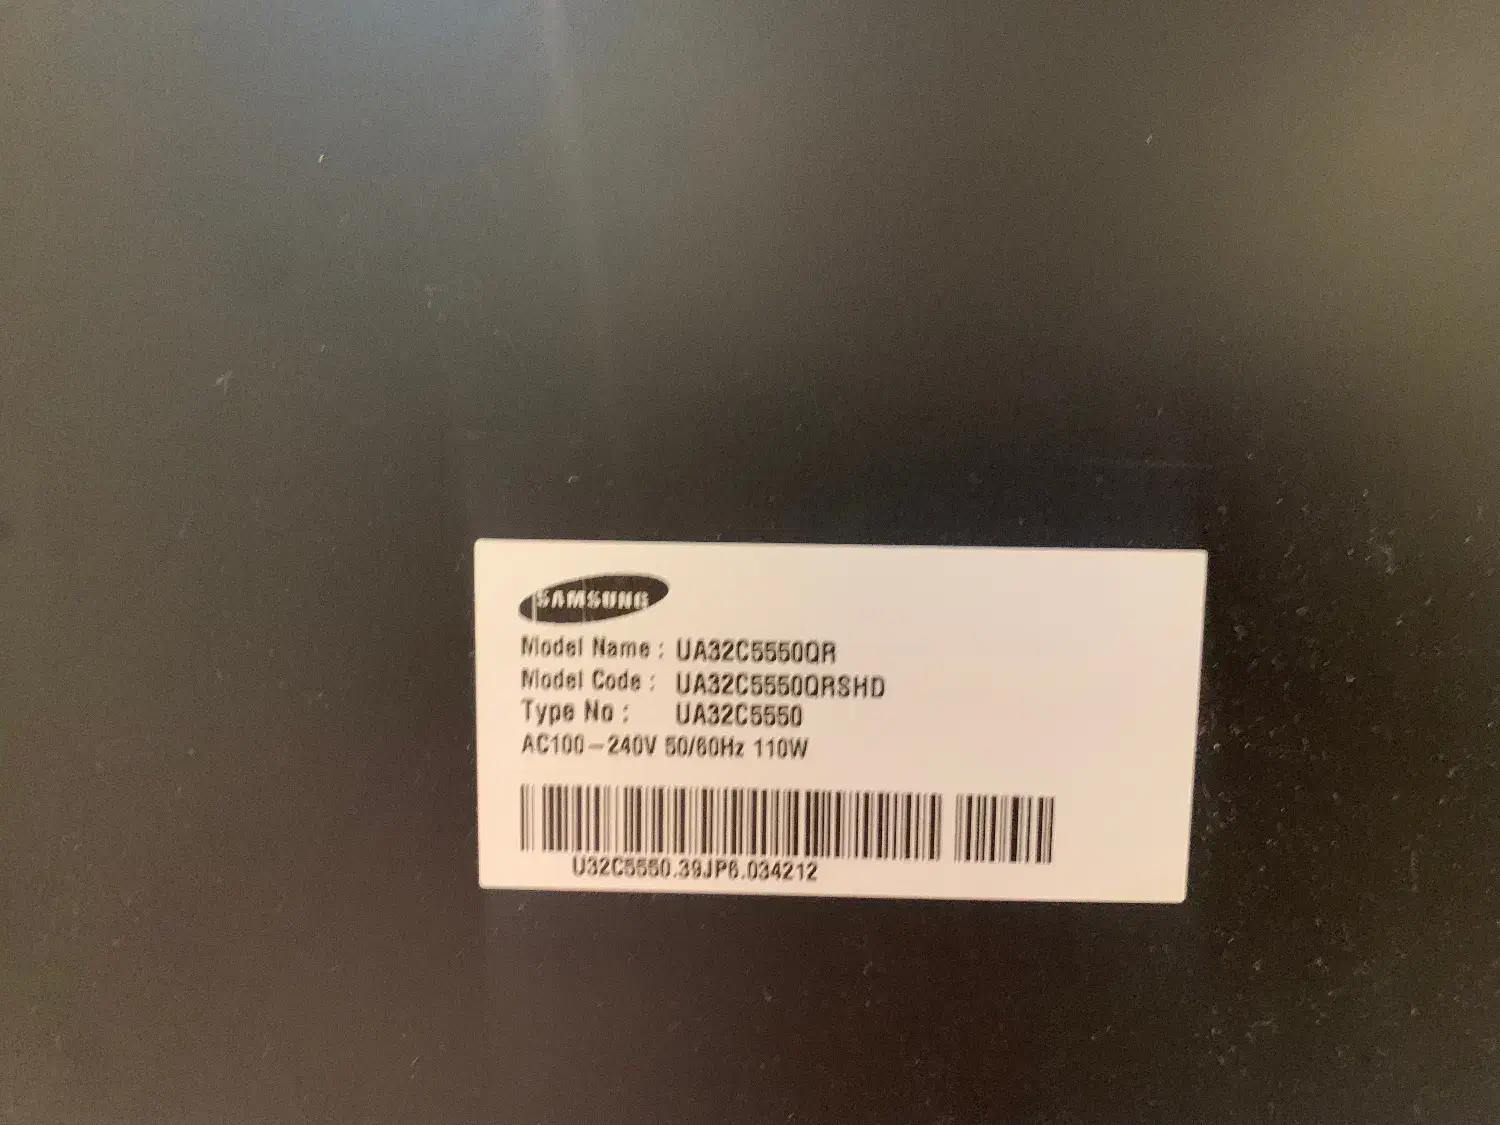 SAMSUNG
Model Name : UA32C5550QR
Model Code : UA32C5550QRSHD
Type No : UA32C5550
AC100-240V 50/60Hz 110W
U32C5550.39JP6.034212